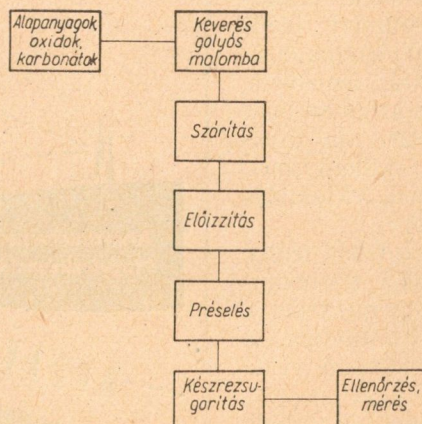 Alapanyagok,
oxidok,
karbonátok
Keverés
golyós
malomba
Szárítás
Előizzítás
Préselés
Készrezsu-
gorítás
Ellenőrzés,
mérés